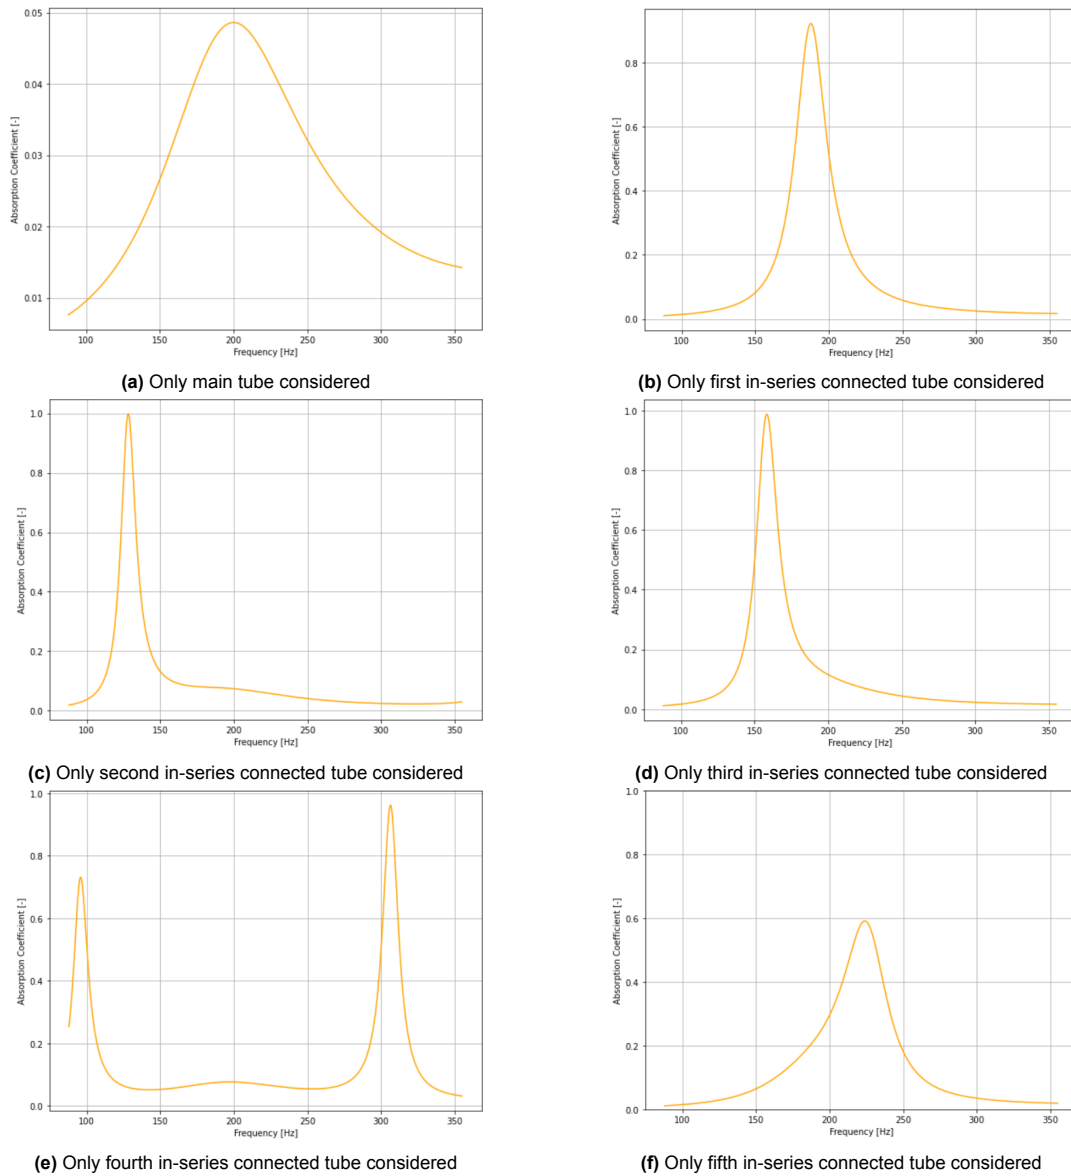 0.05
0.04
0.03
0.02
0.01
Absorption Coefficient [-]
100 150 200 250 300 350
Frequency [Hz]
(a) Only main tube considered
0.8
0.6
0.4
0.2
0.0
Absorption Coefficient [-]
100 150 200 250 300 350
Frequency [Hz]
(b) Only first in-series connected tube considered
1.0
0.8
0.6
0.4
0.2
0.0
Absorption Coefficient [-]
100 150 200 250 300 350
Frequency [Hz]
(c) Only second in-series connected tube considered
1.0
0.8
0.6
0.4
0.2
0.0
Absorption Coefficient [-]
100 150 200 250 300 350
Frequency [Hz]
(d) Only third in-series connected tube considered
1.0
0.8
0.6
0.4
0.2
0.0
Absorption Coefficient [-]
100 150 200 250 300 350
Frequency [Hz]
(e) Only fourth in-series connected tube considered
1.0
0.8
0.6
0.4
0.2
0.0
Absorption Coefficient [-]
100 150 200 250 300 350
Frequency [Hz]
(f) Only fifth in-series connected tube considered